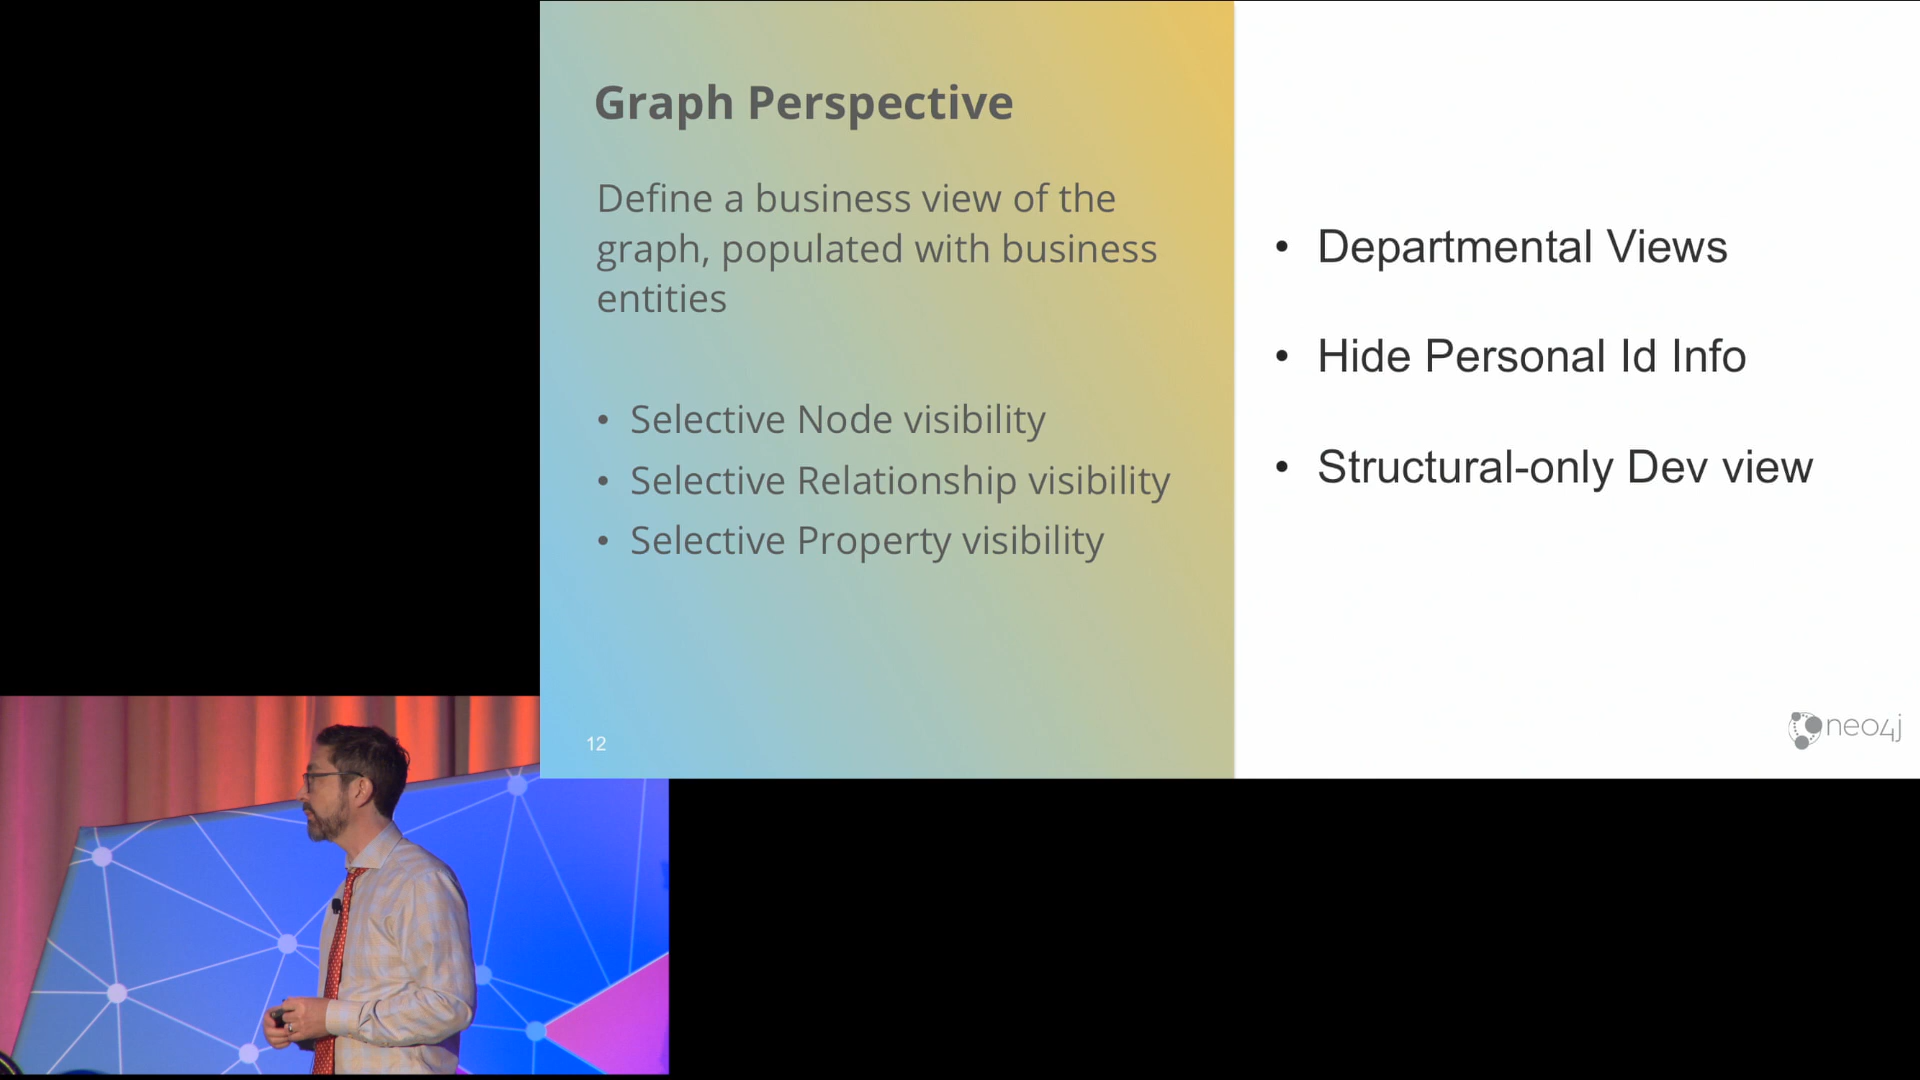 Graph Perspective
Define a business view of the
graph, populated with business
entities
• Selective Node visibility
• Selective Relationship visibility
• Selective Property visibility
12
• Departmental Views
• Hide Personal Id Info
• Structural-only Dev view
neo4j